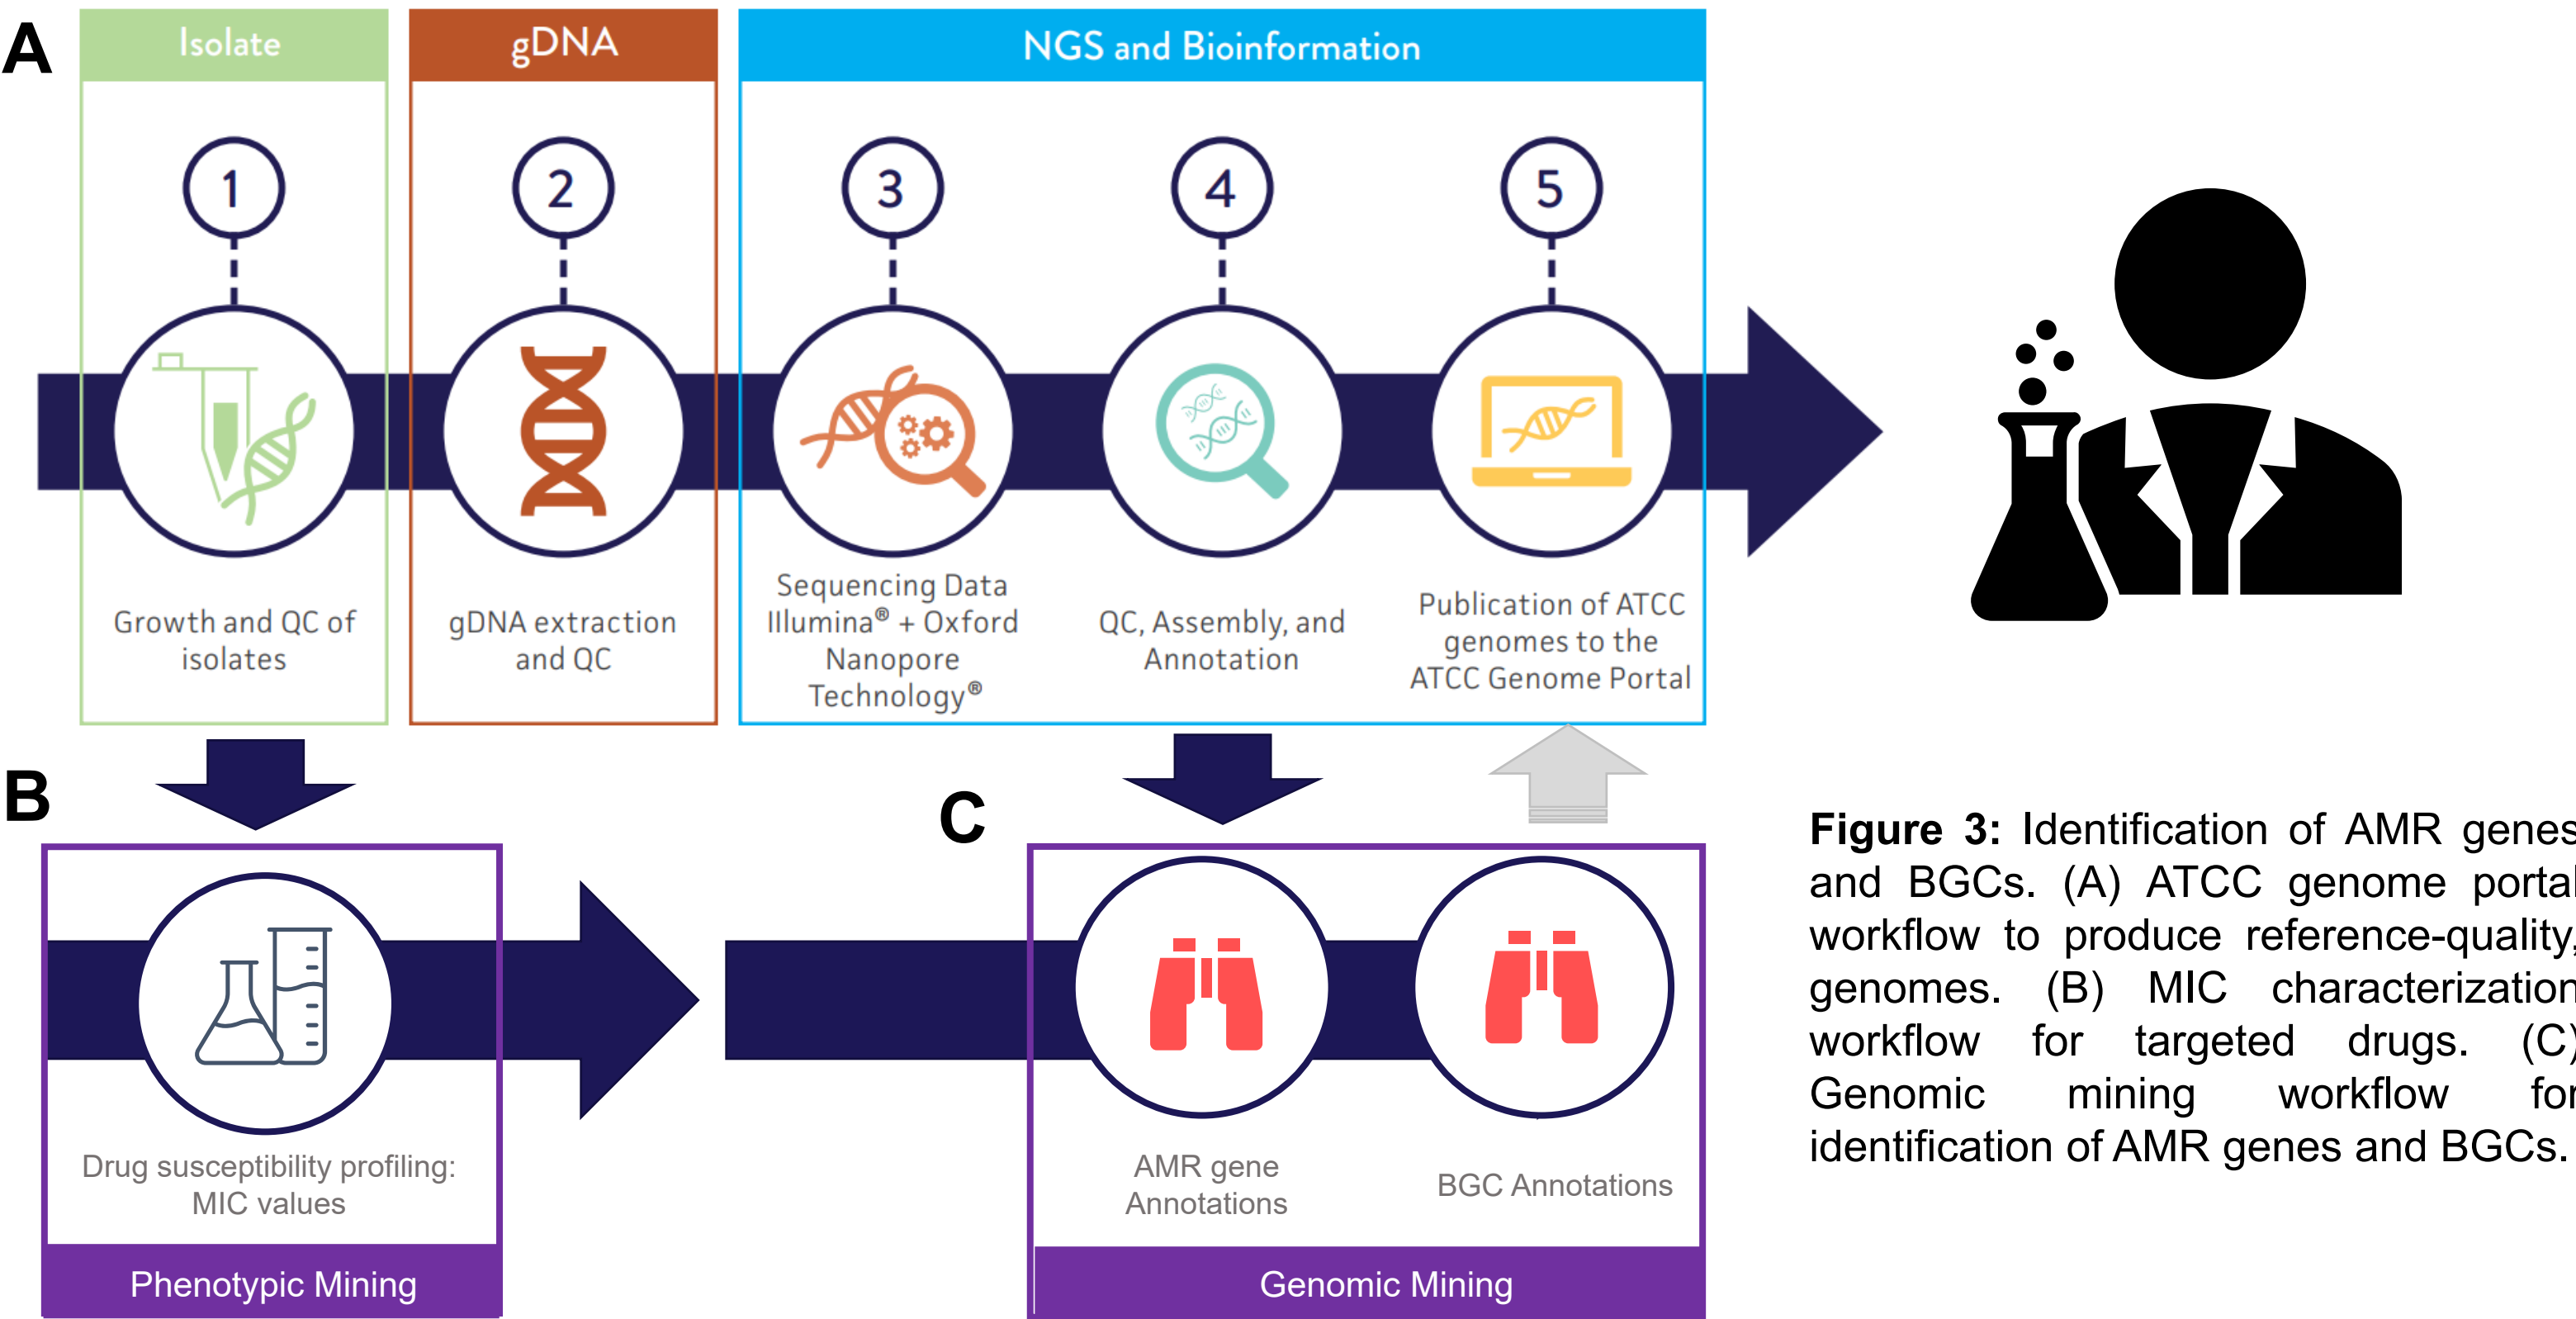 A
Isolate
gDNA
NGS and Bioinformation
1
2
3
4
5
Growth and QC of
isolates
gDNA extraction
and QC
Sequencing Data
Illumina® + Oxford
Nanopore
Technology®
QC, Assembly, and
Annotation
Publication of ATCC
genomes to the
ATCC Genome Portal
B
Drug susceptibility profiling:
MIC values
Phenotypic Mining
C
AMR gene
Annotations
BGC Annotations
Genomic Mining
Figure 3: Identification of AMR genes
and BGCs. (A) ATCC genome portal
workflow to produce reference-quality,
genomes. (B) MIC characterization
workflow for targeted drugs. (C)
Genomic mining workflow for
identification of AMR genes and BGCs.